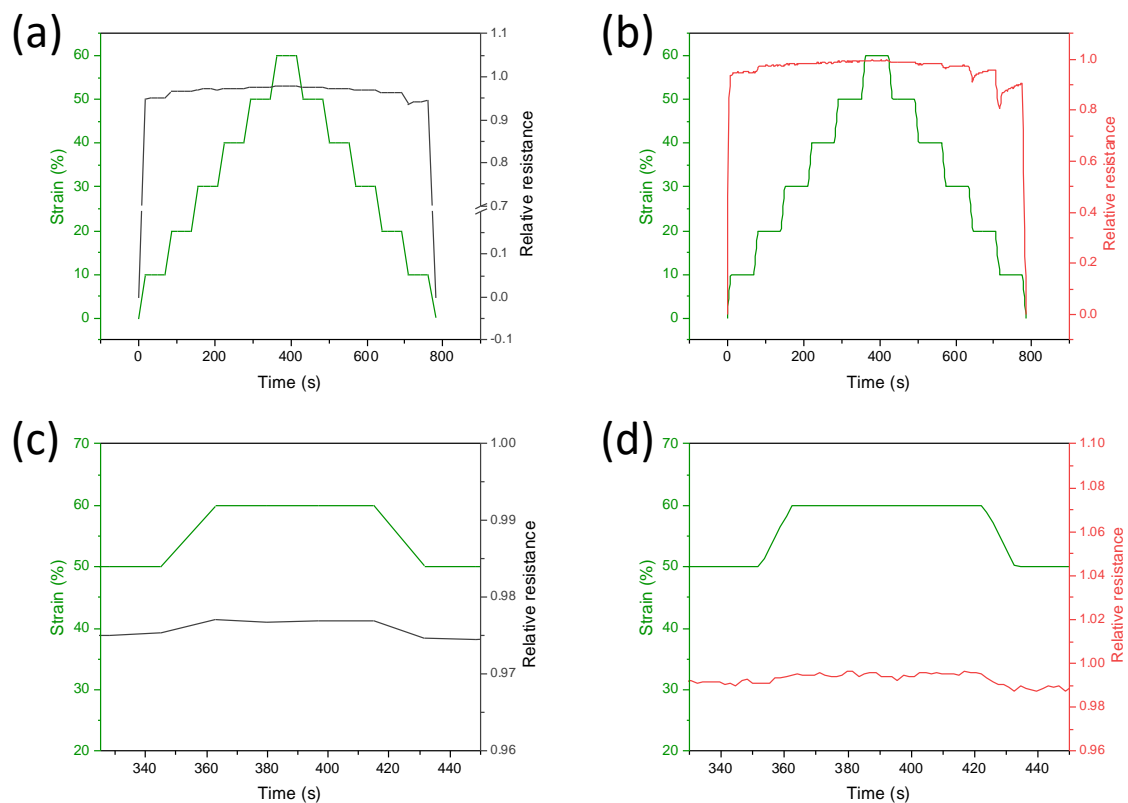 (a)
60
50
40
30
20
10
0
Strain (%)
0 200 400 600 800
Time (s)
1.1
1.0
0.9
0.8
0.7
0.1
0.0
-0.1
Relative resistance
(b)
60
50
40
30
20
10
0
Strain (%)
0 200 400 600 800
Time (s)
1.0
0.8
0.6
0.4
0.2
0.0
Relative resistance
(c)
70
60
50
40
30
20
Strain (%)
340 360 380 400 420 440
Time (s)
1.00
0.99
0.98
0.97
0.96
Relative resistance
(d)
70
60
50
40
30
20
Strain (%)
340 360 380 400 420 440
Time (s)
1.10
1.08
1.06
1.04
1.02
1.00
0.98
0.96
Relative resistance